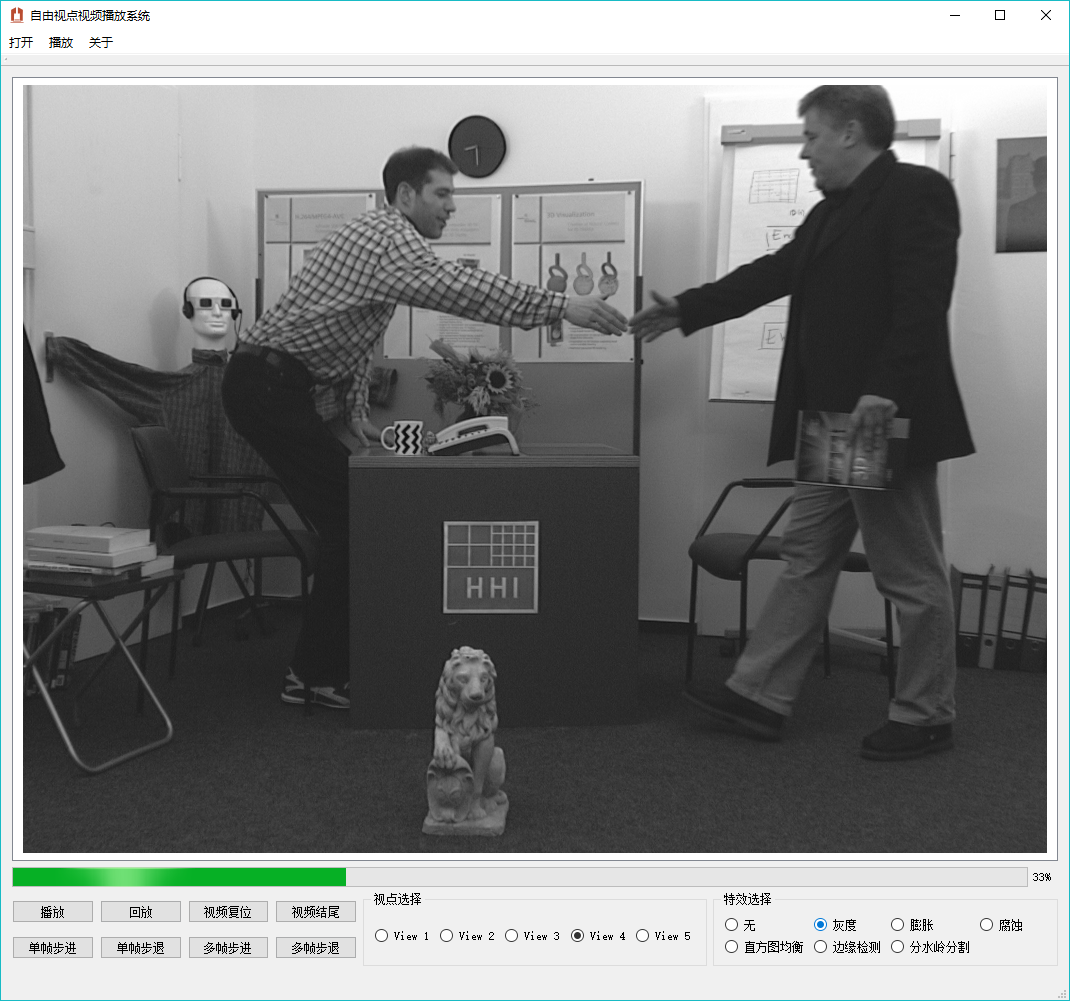 自由视点视频播放系统
打开 播放 关于
3D Visualization
HHI
33%
播放 回放 视频复位 视频结尾
单帧步进 单帧步退 多帧步进 多帧步退
视点选择
View 1 View 2 View 3 View 4 View 5
特效选择
无 灰度 膨胀 腐蚀
直方图均衡 边缘检测 分水岭分割